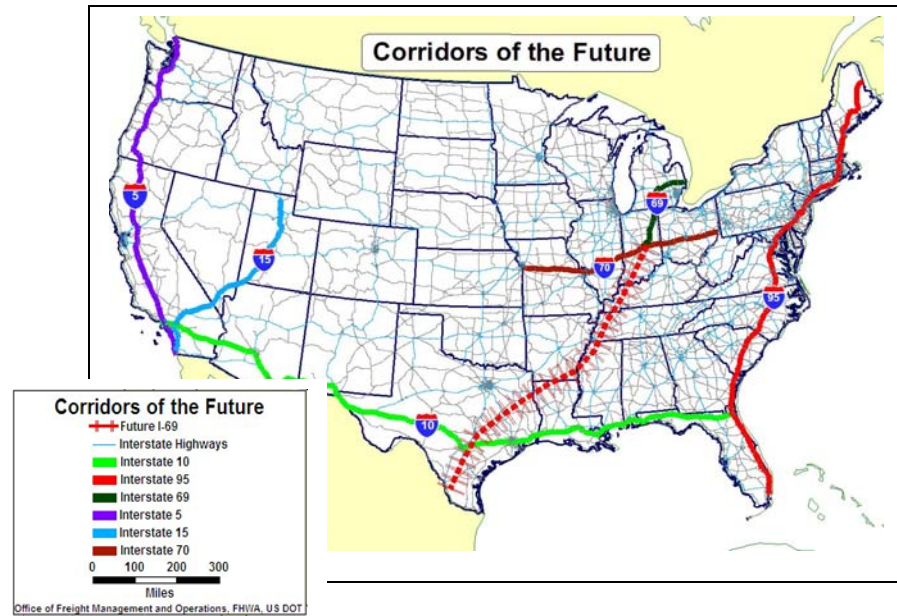 Corridors of the Future
5
15
69
70
95
10
Corridors of the Future
Future I-69
Interstate Highways
Interstate 10
Interstate 95
Interstate 69
Interstate 5
Interstate 15
Interstate 70
0 100 200 300
Miles
Office of Freight Management and Operations, FHWA, US DOT